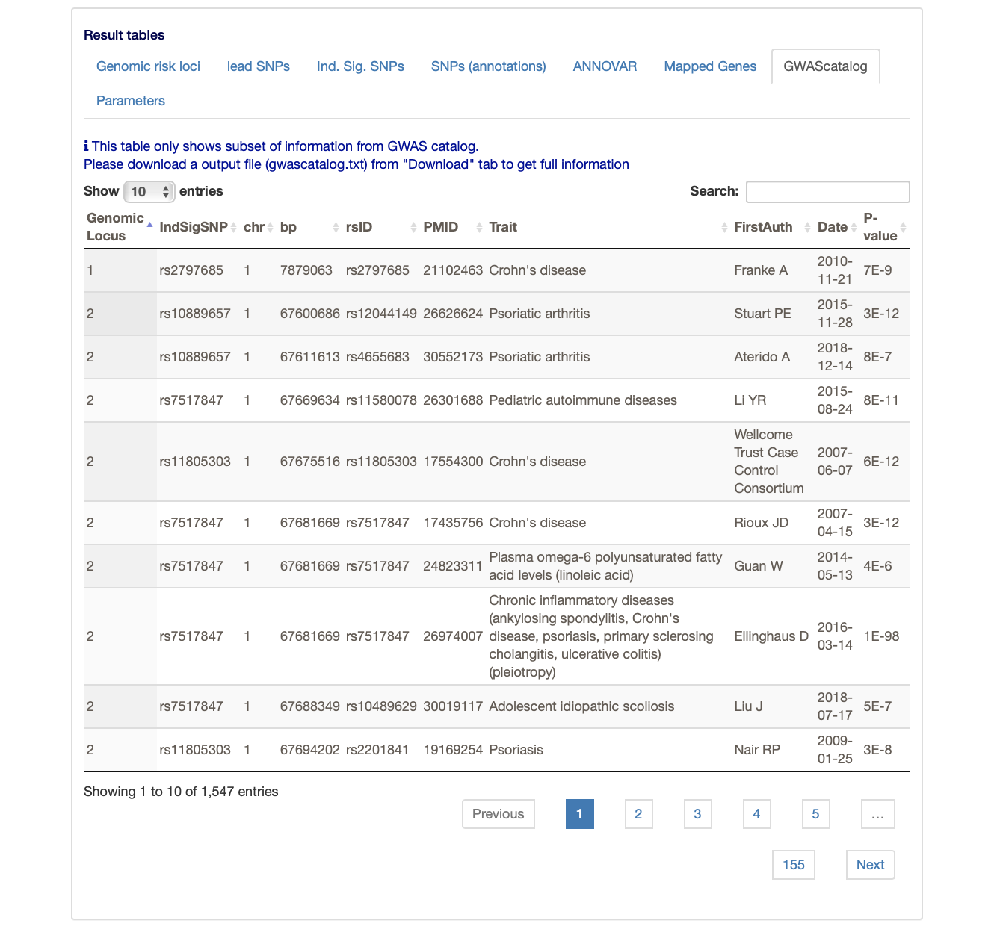 Result tables
Genomic risk loci lead SNPs Ind. Sig. SNPs SNPs (annotations) ANNOVAR Mapped Genes GWAScatalog
Parameters
i This table only shows subset of information from GWAS catalog.
Please download a output file (gwascatalog.txt) from "Download" tab to get full information
Show 10 entries Search:
Genomic Locus IndSigSNP chr bp rsID PMID Trait FirstAuth Date P-value
1 rs2797685 1 7879063 rs2797685 21102463 Crohn's disease Franke A 2010-11-21 7E-9
2 rs10889657 1 67600686 rs12044149 26626624 Psoriatic arthritis Stuart PE 2015-11-28 3E-12
2 rs10889657 1 67611613 rs4655683 30552173 Psoriatic arthritis Aterido A 2018-12-14 8E-7
2 rs7517847 1 67669634 rs11580078 26301688 Pediatric autoimmune diseases Li YR 2015-08-24 8E-11
2 rs11805303 1 67675516 rs11805303 17554300 Crohn's disease Wellcome Trust Case Control Consortium 2007-06-07 6E-12
2 rs7517847 1 67681669 rs7517847 17435756 Crohn's disease Rioux JD 2007-04-15 3E-12
2 rs7517847 1 67681669 rs7517847 24823311 Plasma omega-6 polyunsaturated fatty acid levels (linoleic acid) Guan W 2014-05-13 4E-6
2 rs7517847 1 67681669 rs7517847 26974007 Chronic inflammatory diseases (ankylosing spondylitis, Crohn's disease, psoriasis, primary sclerosing cholangitis, ulcerative colitis) (pleiotropy) Ellinghaus D 2016-03-14 1E-98
2 rs7517847 1 67688349 rs10489629 30019117 Adolescent idiopathic scoliosis Liu J 2018-07-17 5E-7
2 rs11805303 1 67694202 rs2201841 19169254 Psoriasis Nair RP 2009-01-25 3E-8
Showing 1 to 10 of 1,547 entries
Previous 1 2 3 4 5 …
155 Next